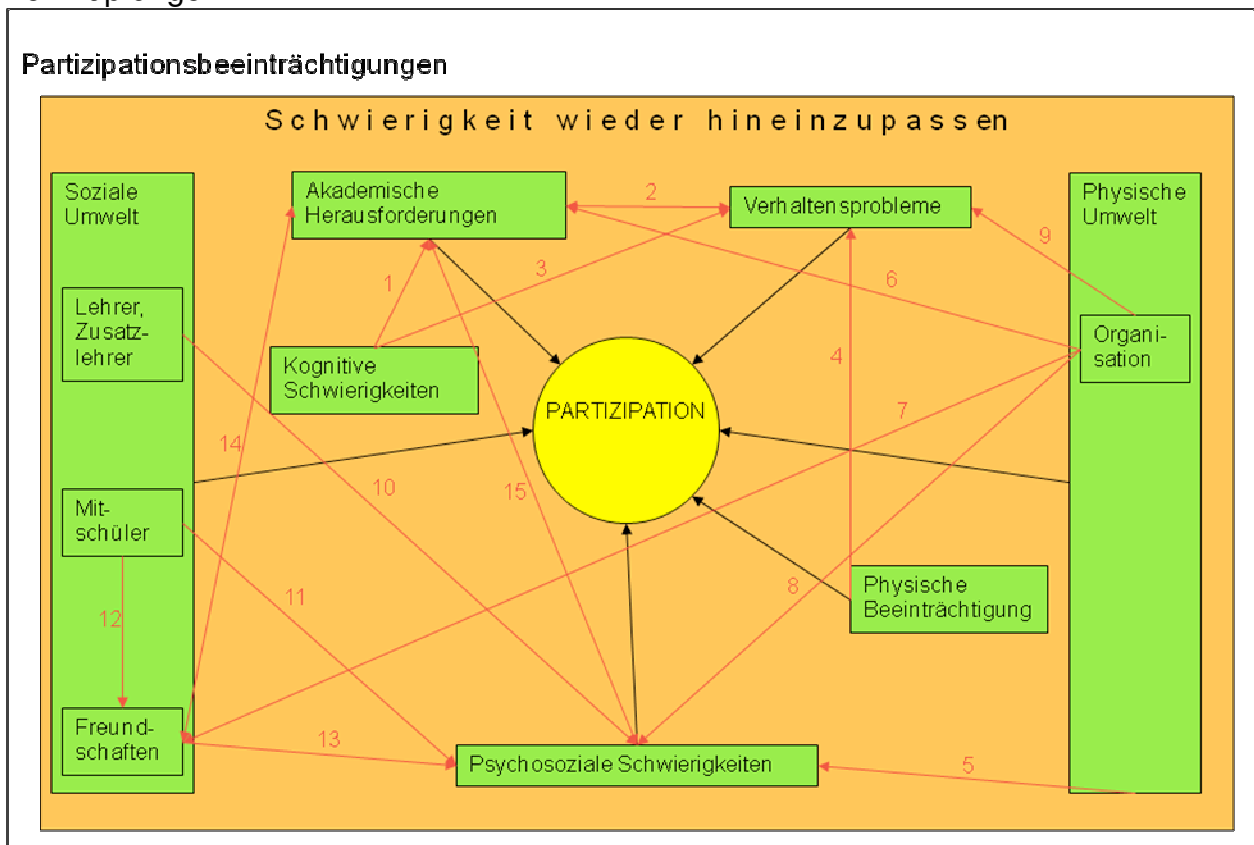 Partizipationsbeeinträchtigungen
Schwierigkeit wieder hineinzupassen
Soziale
Umwelt
Akademische
Herausforderungen
2
Verhaltensprobleme
Physische
Umwelt
9
1
3
6
Lehrer,
Zusatz-
lehrer
Organi-
sation
Kognitive
Schwierigkeiten
4
PARTIZIPATION
7
14
10
15
Mit-
schüler
11
8
Physische
Beeinträchtigung
12
Freund-
schaften
13
Psychosoziale Schwierigkeiten
5